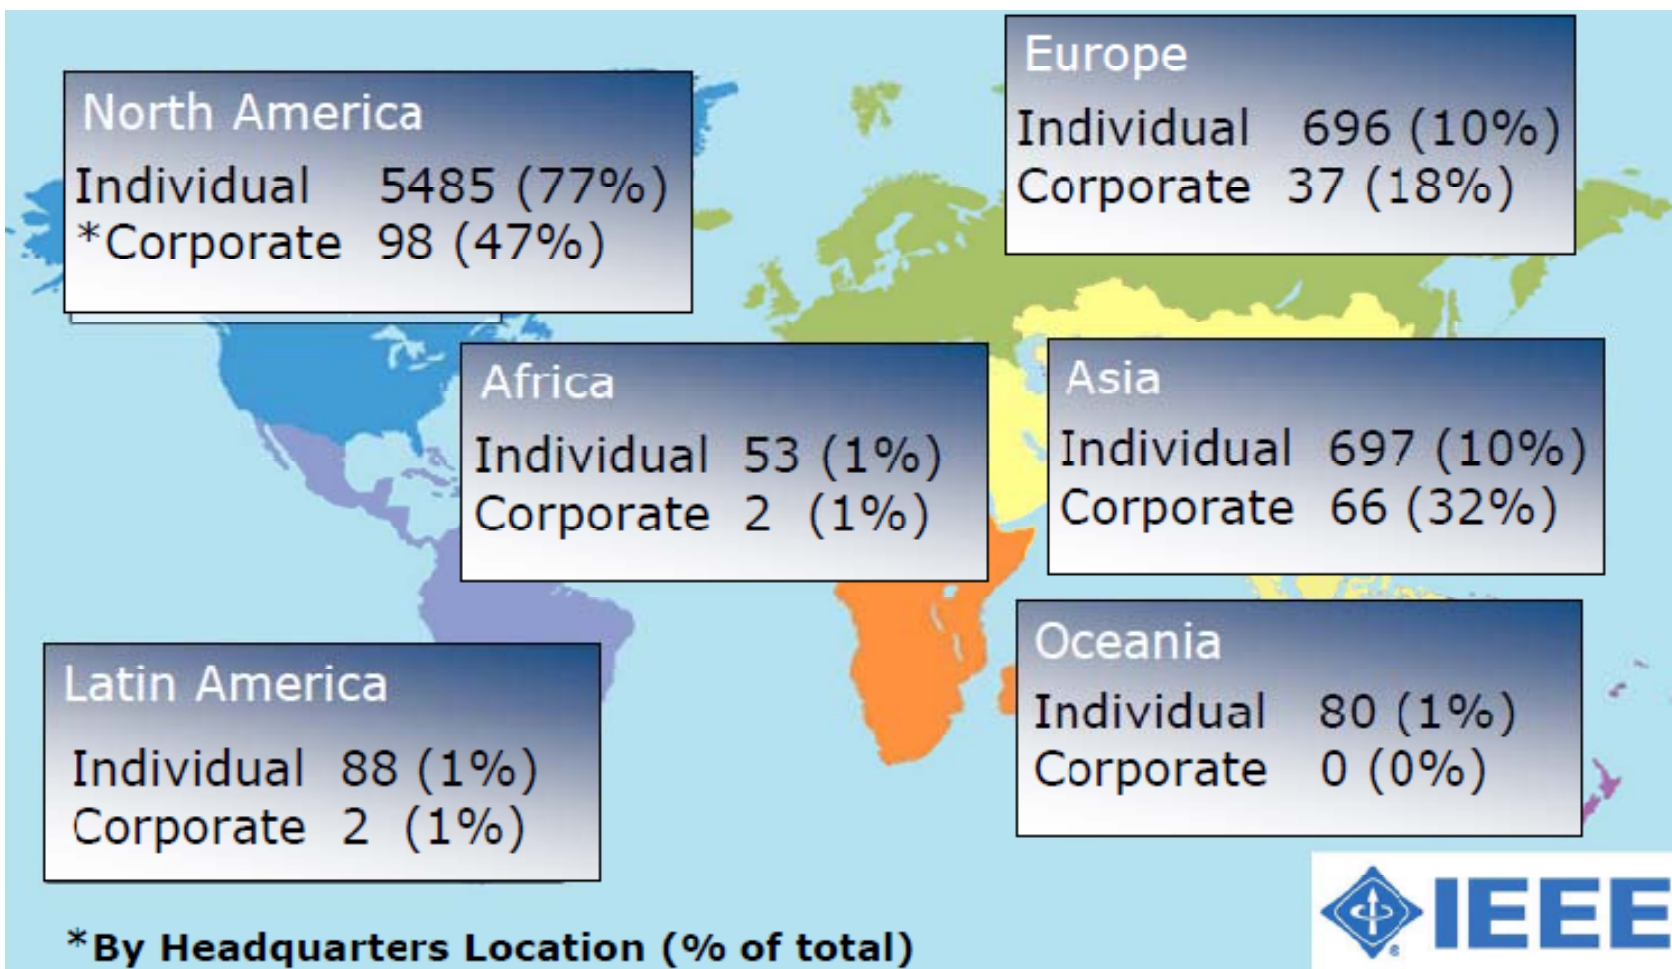 North America
Individual 5485 (77%)
*Corporate 98 (47%)
Europe
Individual 696 (10%)
Corporate 37 (18%)
Africa
Individual 53 (1%)
Corporate 2 (1%)
Asia
Individual 697 (10%)
Corporate 66 (32%)
Latin America
Individual 88 (1%)
Corporate 2 (1%)
Oceania
Individual 80 (1%)
Corporate 0 (0%)
*By Headquarters Location (% of total)
IEEE